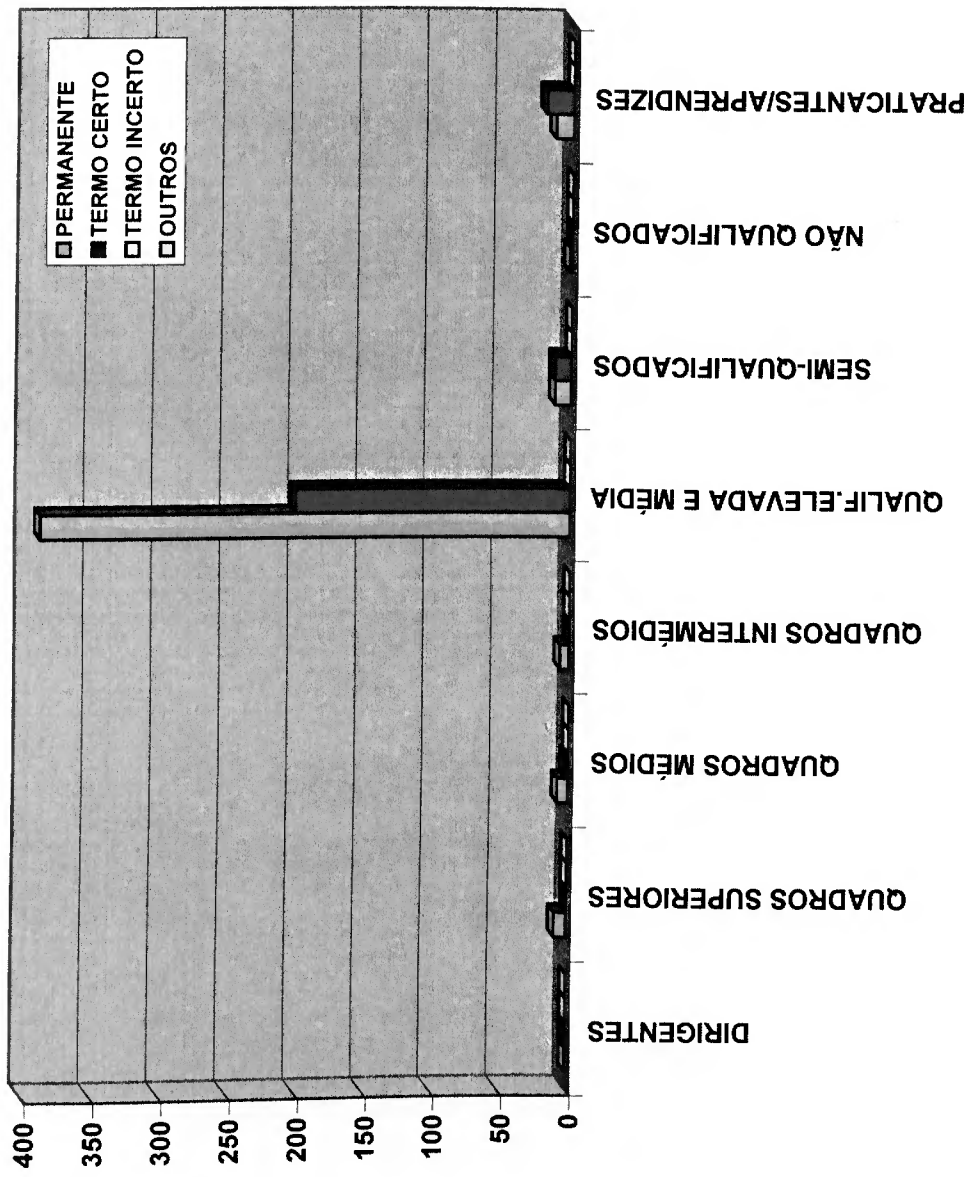 PERMANENTE
TERMO CERTO
TERMO INCERTO
OUTROS
400
350
300
250
200
150
100
50
0
DIRIGENTES
QUADROS SUPERIORES
QUADROS MÉDIOS
QUADROS INTERMÉDIOS
QUALIF.ELEVADA E MÉDIA
SEMI-QUALIFICADOS
NÃO QUALIFICADOS
PRATICANTES/APRENDIZES